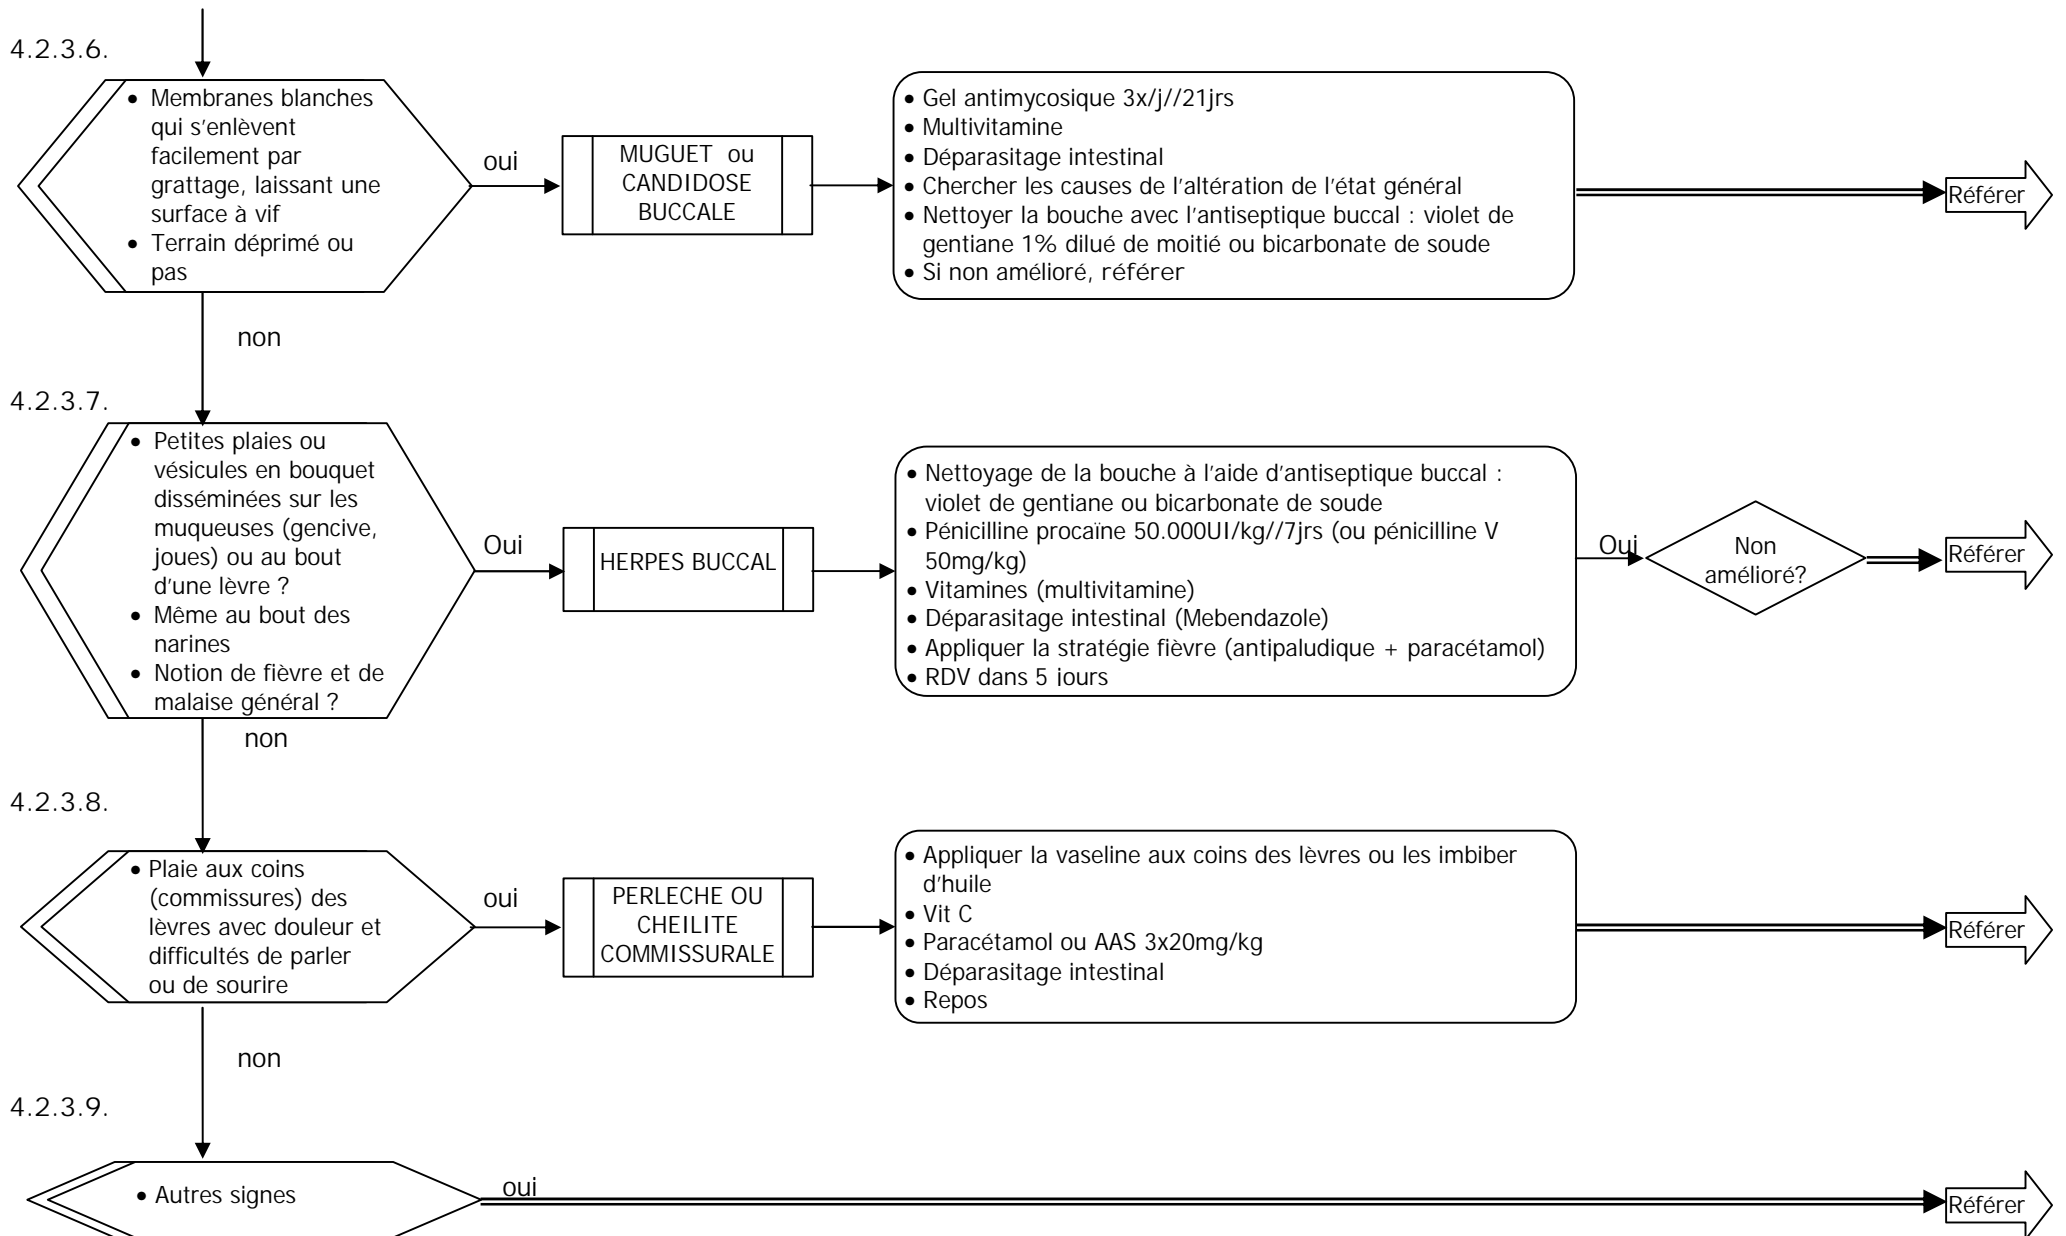 4.2.3.6.
• Membranes blanches
qui s'enlèvent
facilement par
grattage, laissant une
surface à vif
• Terrain déprimé ou
pas
oui
MUGUET ou
CANDIDOSE
BUCCALE
• Gel antimycosique 3x/j//21jrs
• Multivitamine
• Déparasitage intestinal
• Chercher les causes de l'altération de l'état général
• Nettoyer la bouche avec l'antiseptique buccal : violet de
gentiane 1% dilué de moitié ou bicarbonate de soude
• Si non amélioré, référer
Référer
non
4.2.3.7.
• Petites plaies ou
vésicules en bouquet
disséminées sur les
muqueuses (gencive,
joues) ou au bout
d'une lèvre ?
• Même au bout des
narines
• Notion de fièvre et de
malaise général ?
Oui
HERPES BUCCAL
• Nettoyage de la bouche à l'aide d'antiseptique buccal :
violet de gentiane ou bicarbonate de soude
• Pénicilline procaïne 50.000UI/kg//7jrs (ou pénicilline V
50mg/kg)
• Vitamines (multivitamine)
• Déparasitage intestinal (Mebendazole)
• Appliquer la stratégie fièvre (antipaludique + paracétamol)
• RDV dans 5 jours
Oui
Non
amélioré?
Référer
non
4.2.3.8.
• Plaie aux coins
(commissures) des
lèvres avec douleur et
difficultés de parler
ou de sourire
oui
PERLECHE OU
CHEILITE
COMMISSURALE
• Appliquer la vaseline aux coins des lèvres ou les imbiber
d'huile
• Vit C
• Paracétamol ou AAS 3x20mg/kg
• Déparasitage intestinal
• Repos
Référer
non
4.2.3.9.
• Autres signes
oui
Référer